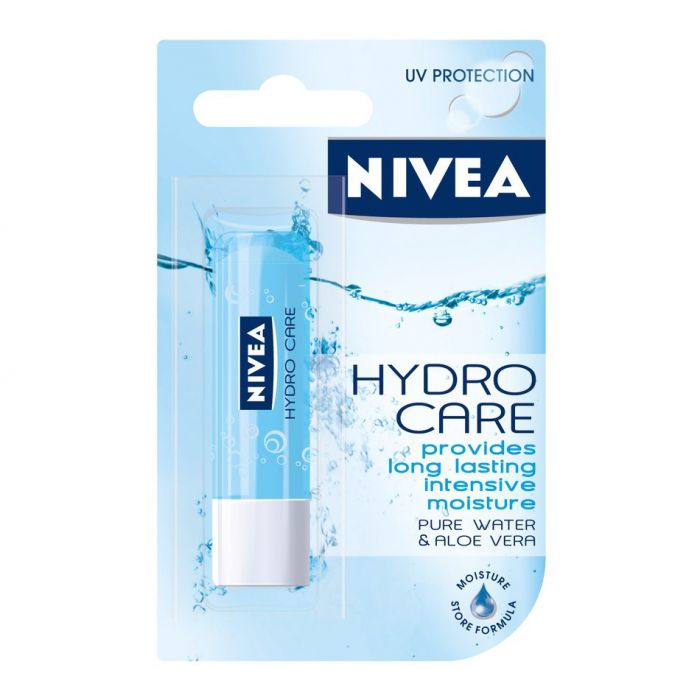 UV PROTECTION
NIVEA
HYDRO
CARE
provides
long lasting
intensive
moisture
PURE WATER
& ALOE VERA
MOISTURE
STORE FORMULA
NIVEA
HYDRO CARE